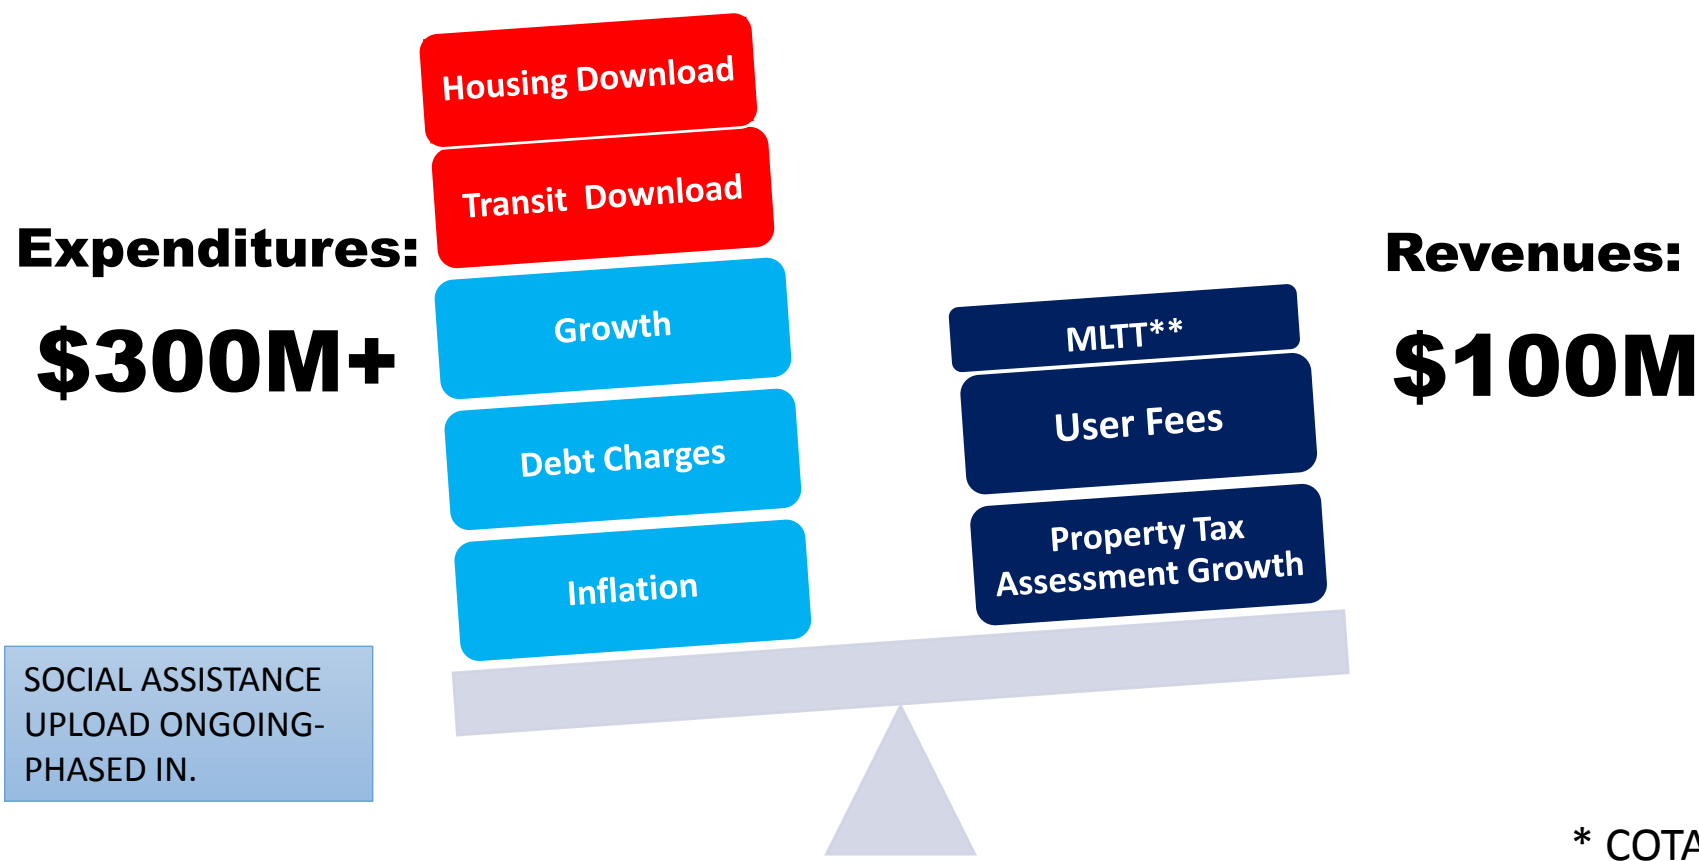 Housing Download
Transit Download
Expenditures:
$300M+
Growth
Debt Charges
Inflation
MLTT**
User Fees
Property Tax
Assessment Growth
Revenues:
$100M
SOCIAL ASSISTANCE
UPLOAD ONGOING-
PHASED IN.
* COTA